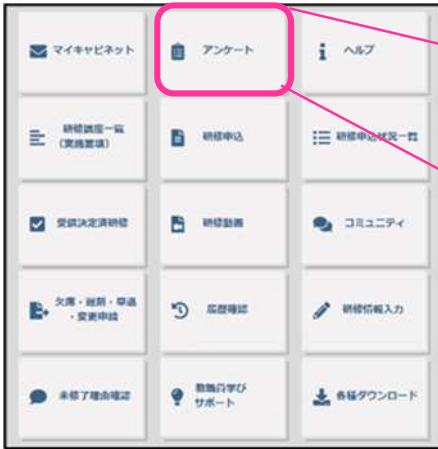 マイキャビネット
アンケート
ヘルプ
研修講座一覧
(実施要項)
研修申込
研修申込状況一覧
受講決定済研修
研修動画
コミュニティ
欠席・遅刻・早退
・変更申請
履歴確認
研修情報入力
未修了理由確認
教職員学び
サポート
各種ダウンロード